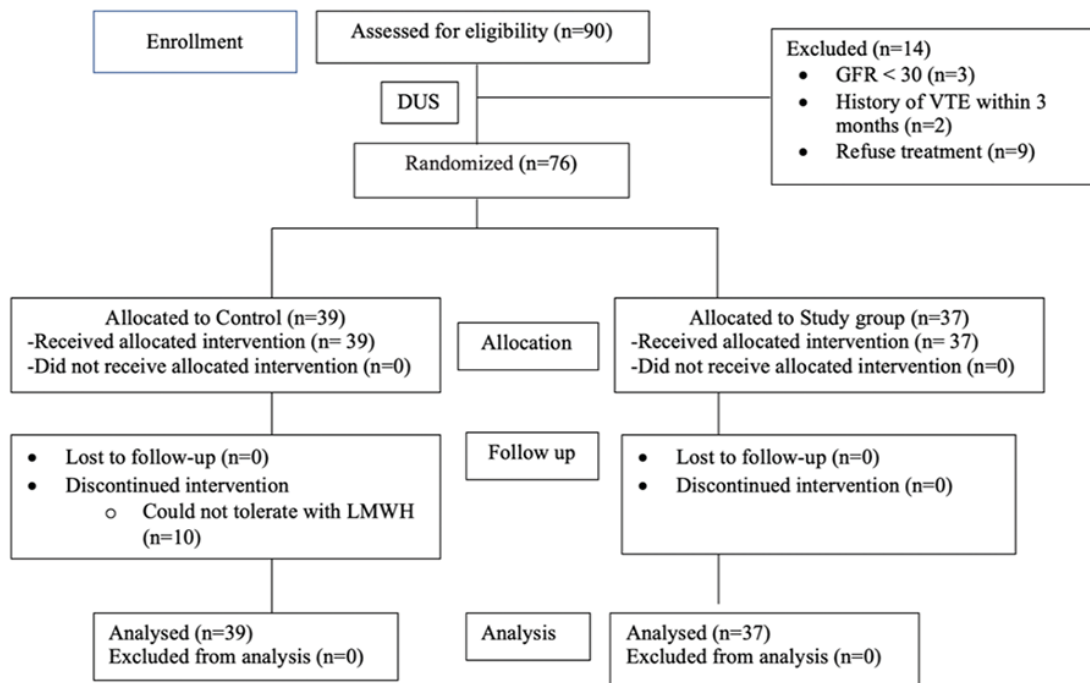 Enrollment
Assessed for eligibility (n=90)
Excluded (n=14)
• GFR < 30 (n=3)
• History of VTE within 3
months (n=2)
• Refuse treatment (n=9)
DUS
Randomized (n=76)
Allocated to Control (n=39)
-Received allocated intervention (n= 39)
-Did not receive allocated intervention (n=0)
Allocation
Allocated to Study group (n=37)
-Received allocated intervention (n= 37)
-Did not receive allocated intervention (n=0)
• Lost to follow-up (n=0)
• Discontinued intervention
o Could not tolerate with LMWH
(n=10)
Follow up
• Lost to follow-up (n=0)
• Discontinued intervention (n=0)
Analysed (n=39)
Excluded from analysis (n=0)
Analysis
Analysed (n=37)
Excluded from analysis (n=0)